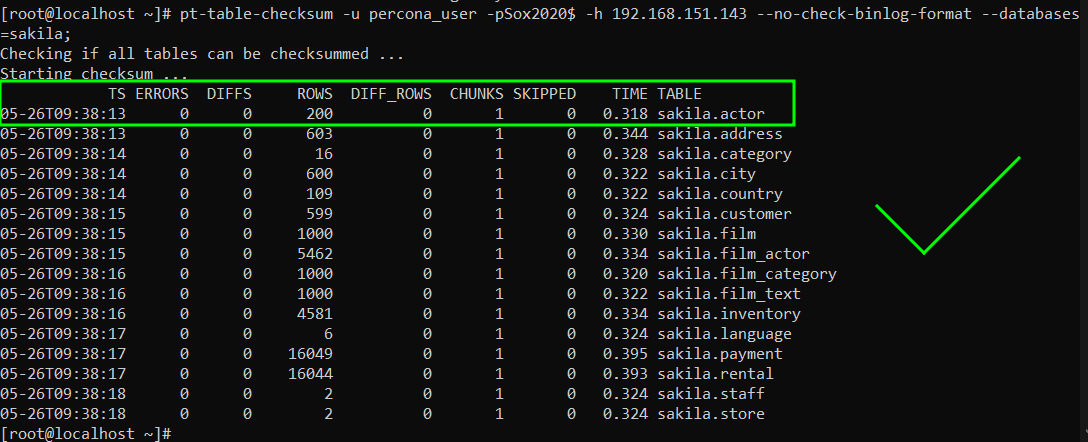 [root@localhost ~]# pt-table-checksum -u percona_user -pSox2020$ -h 192.168.151.143 --no-check-binlog-format --databases
=sakila;
Checking if all tables can be checksummed ...
Starting checksum ...
TS ERRORS DIFFS ROWS DIFF_ROWS CHUNKS SKIPPED TIME TABLE
05-26T09:38:13 0 0 200 0 1 0 0.318 sakila.actor
05-26T09:38:13 0 0 603 0 1 0 0.344 sakila.address
05-26T09:38:14 0 0 16 0 1 0 0.328 sakila.category
05-26T09:38:14 0 0 600 0 1 0 0.322 sakila.city
05-26T09:38:14 0 0 109 0 1 0 0.322 sakila.country
05-26T09:38:15 0 0 599 0 1 0 0.324 sakila.customer
05-26T09:38:15 0 0 1000 0 1 0 0.330 sakila.film
05-26T09:38:15 0 0 5462 0 1 0 0.334 sakila.film_actor
05-26T09:38:16 0 0 1000 0 1 0 0.320 sakila.film_category
05-26T09:38:16 0 0 1000 0 1 0 0.322 sakila.film_text
05-26T09:38:16 0 0 4581 0 1 0 0.334 sakila.inventory
05-26T09:38:17 0 0 6 0 1 0 0.324 sakila.language
05-26T09:38:17 0 0 16049 0 1 0 0.395 sakila.payment
05-26T09:38:17 0 0 16044 0 1 0 0.393 sakila.rental
05-26T09:38:18 0 0 2 0 1 0 0.324 sakila.staff
05-26T09:38:18 0 0 2 0 1 0 0.324 sakila.store
[root@localhost ~]#